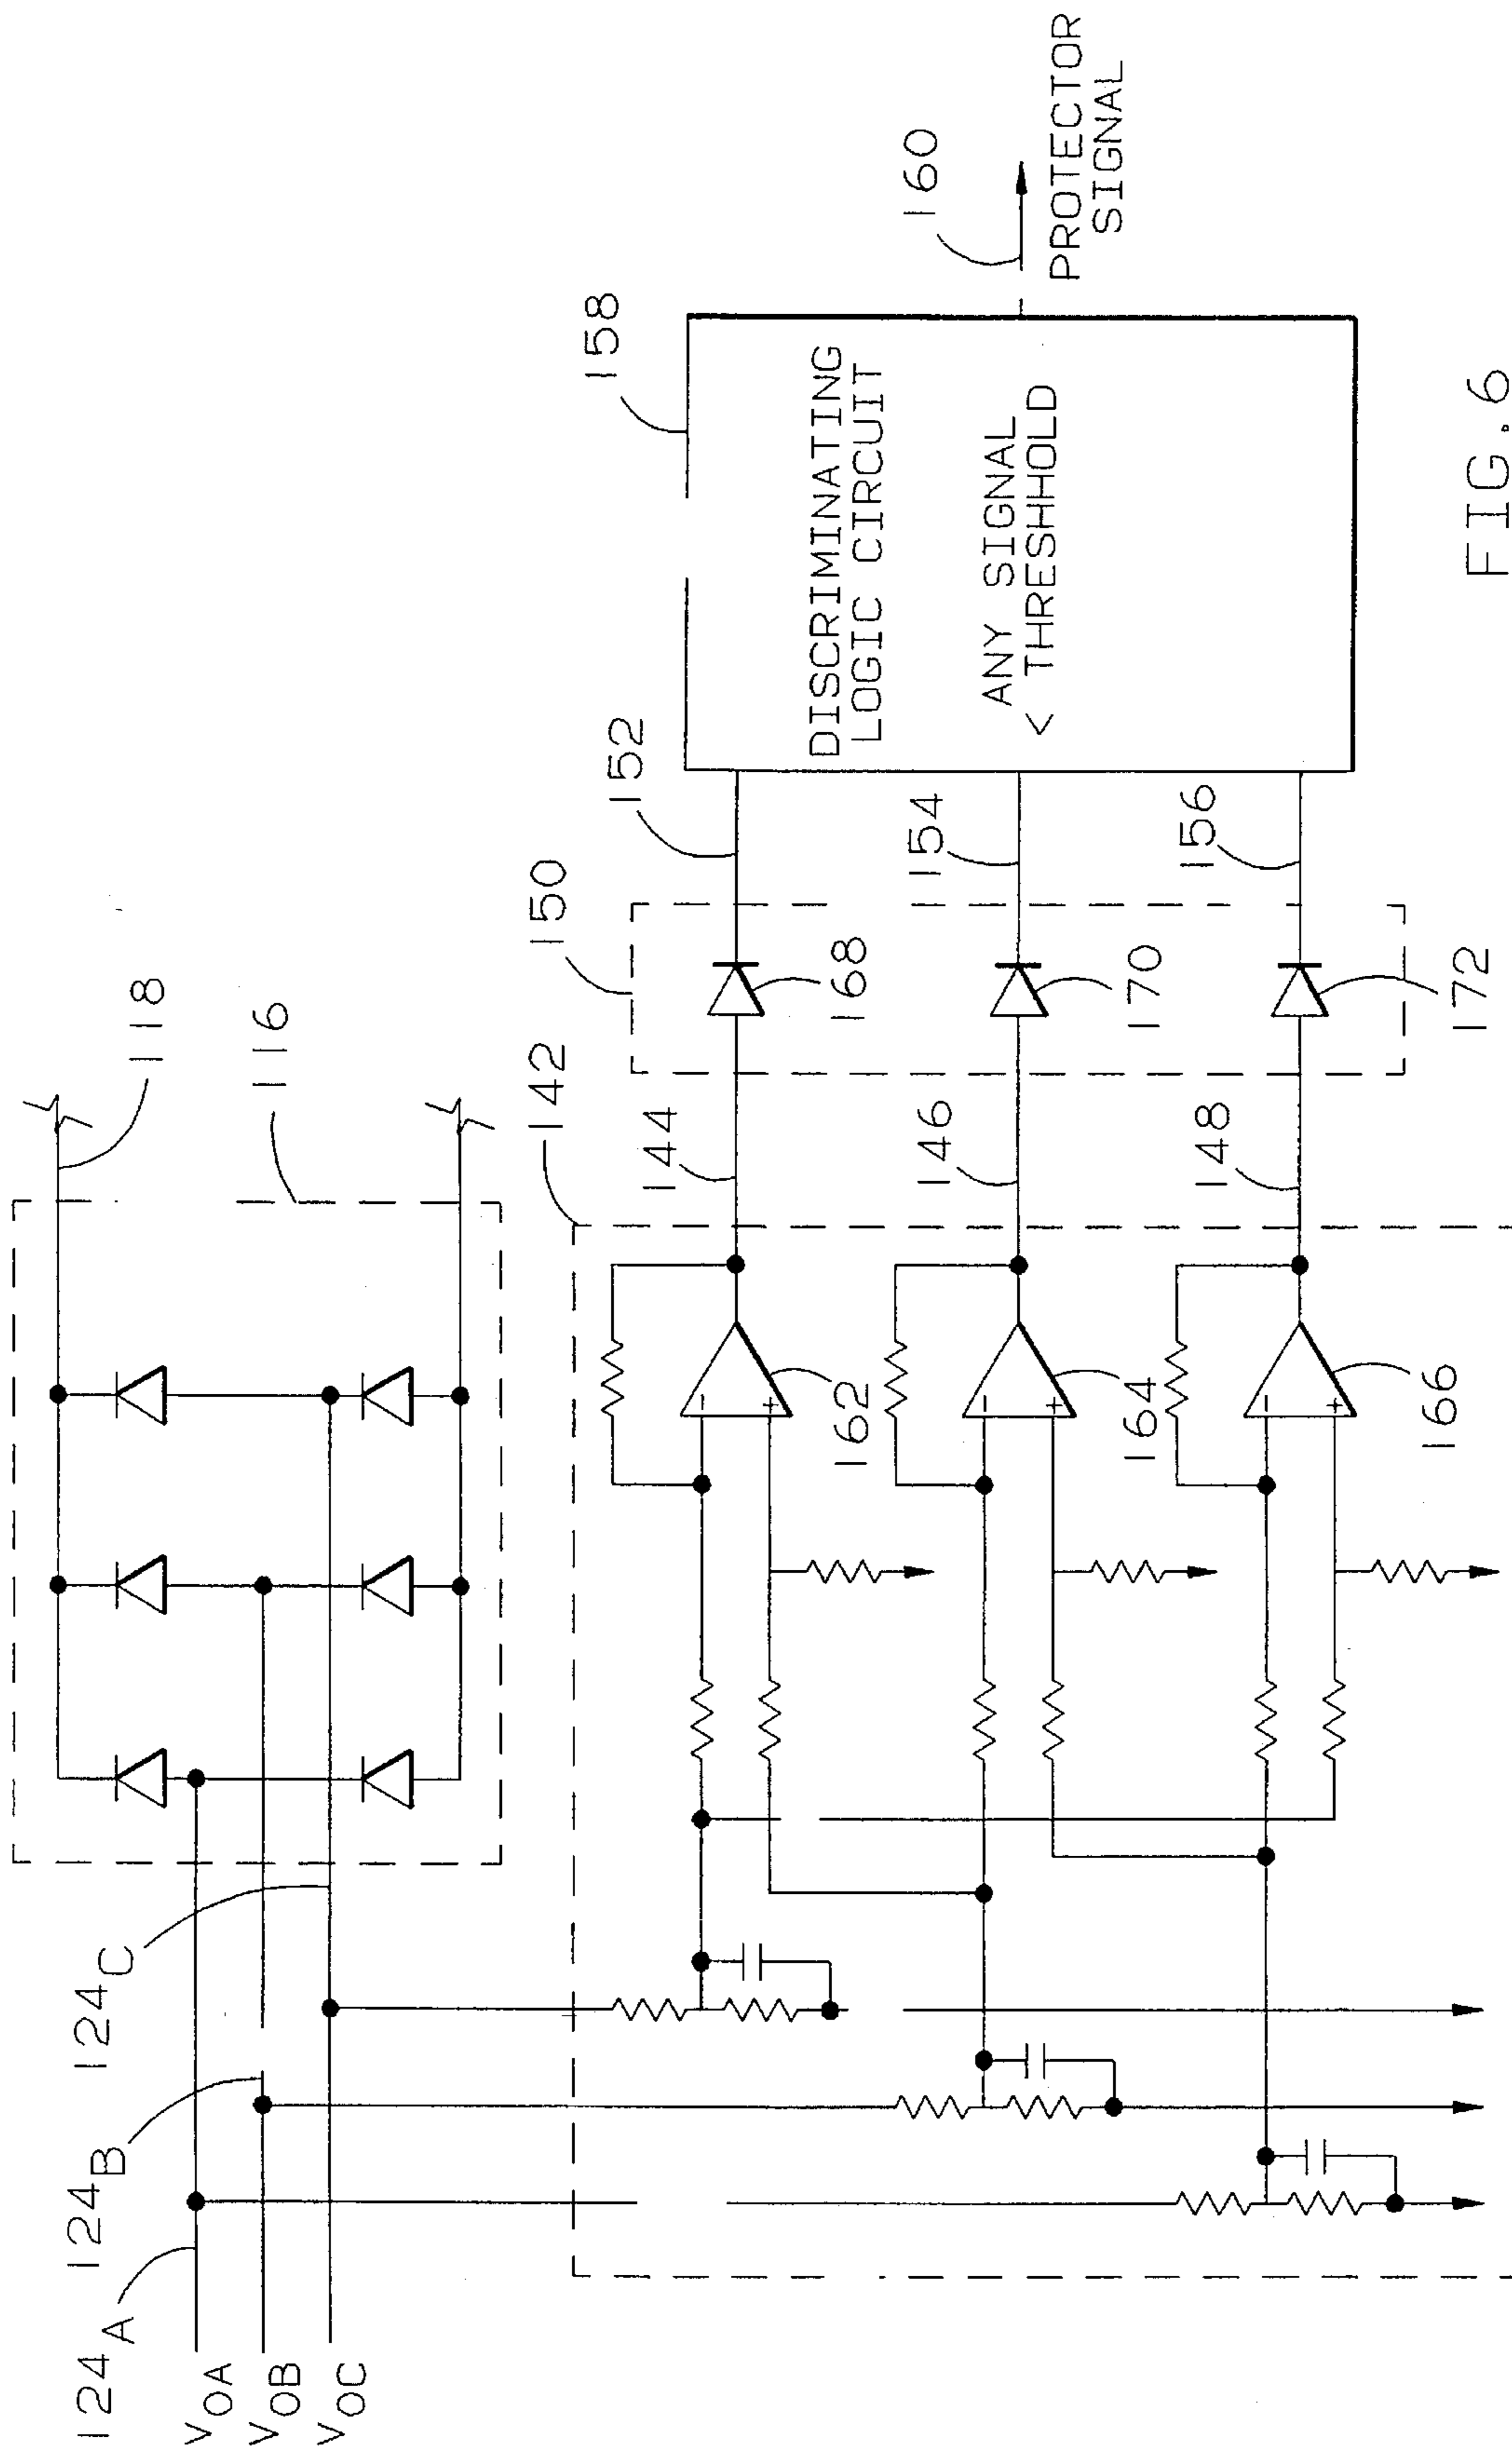 118
116
124A
124B
124C
VOA
VOB
VOC
142
150
158
144
152
DISCRIMINATING
LOGIC CIRCUIT
-
+
162
168
160
146
154
ANY SIGNAL
< THRESHHOLD
PROTECTOR
SIGNAL
-
+
164
170
148
156
-
+
166
172
FIG.6